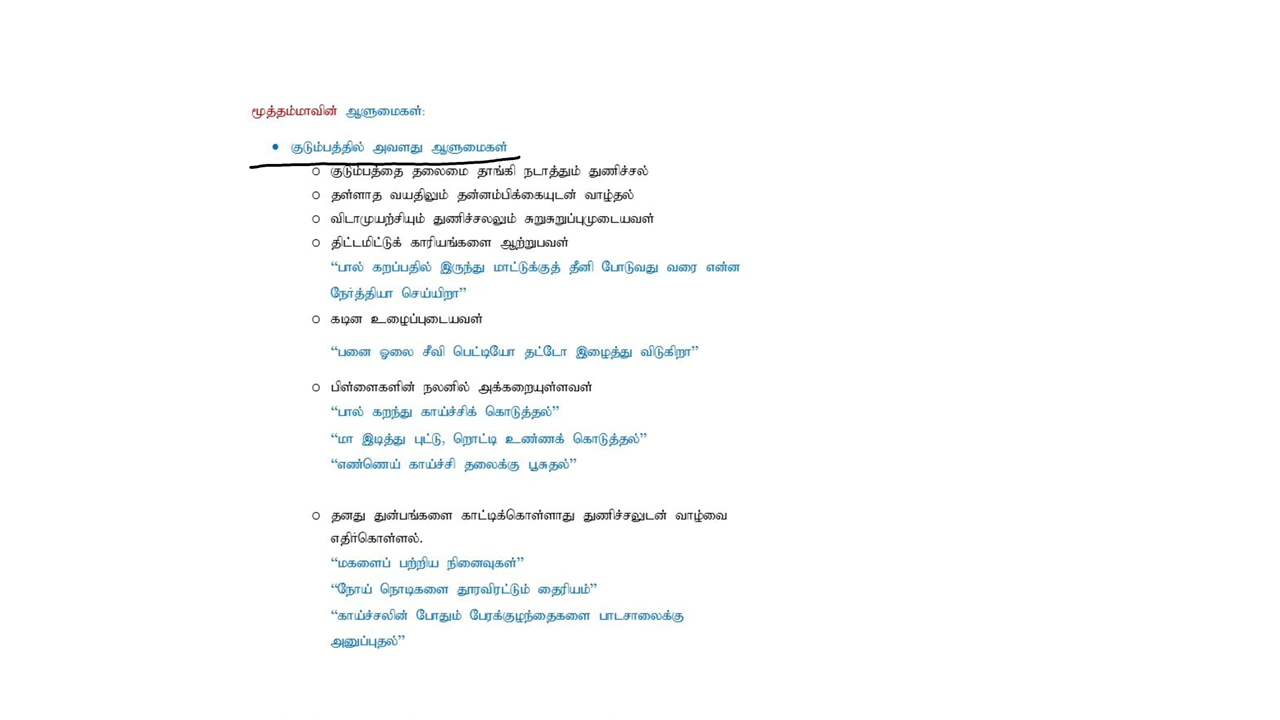 மூத்தம்மாவின் ஆளுமைகள்:
• குடும்பத்தில் அவளது ஆளுமைகள்
o குடும்பத்தை தலைமை தாங்கி நடாத்தும் துணிச்சல்
o தள்ளாத வயதிலும் தன்னம்பிக்கையுடன் வாழ்தல்
o விடாமுயற்சியும் துணிச்சலலும் சுறுசுறுப்புமுடையவள்
o திட்டமிட்டுக் காரியங்களை ஆற்றுபவள்
“பால் கறப்பதில் இருந்து மாட்டுக்குத் தீனி போடுவது வரை என்ன
நேர்த்தியா செய்யிறா”
o கடின உழைப்புடையவள்
“பனை ஓலை சீவி பெட்டியோ தட்டோ இழைத்து விடுகிறா”
o பிள்ளைகளின் நலனில் அக்கறையுள்ளவள்
“பால் கறந்து காய்ச்சிக் கொடுத்தல்”
“மா இடித்து புட்டு, றொட்டி உண்ணக் கொடுத்தல்”
“எண்ணெய் காய்ச்சி தலைக்கு பூசுதல்”
o தனது துன்பங்களை காட்டிக்கொள்ளாது துணிச்சலுடன் வாழ்வை
எதிர்கொள்ளல்.
“மகளைப் பற்றிய நினைவுகள்”
“நோய் நொடிகளை தூரவிரட்டும் தைரியம்”
“காய்ச்சலின் போதும் பேரக்குழந்தைகளை பாடசாலைக்கு
அனுப்புதல்”